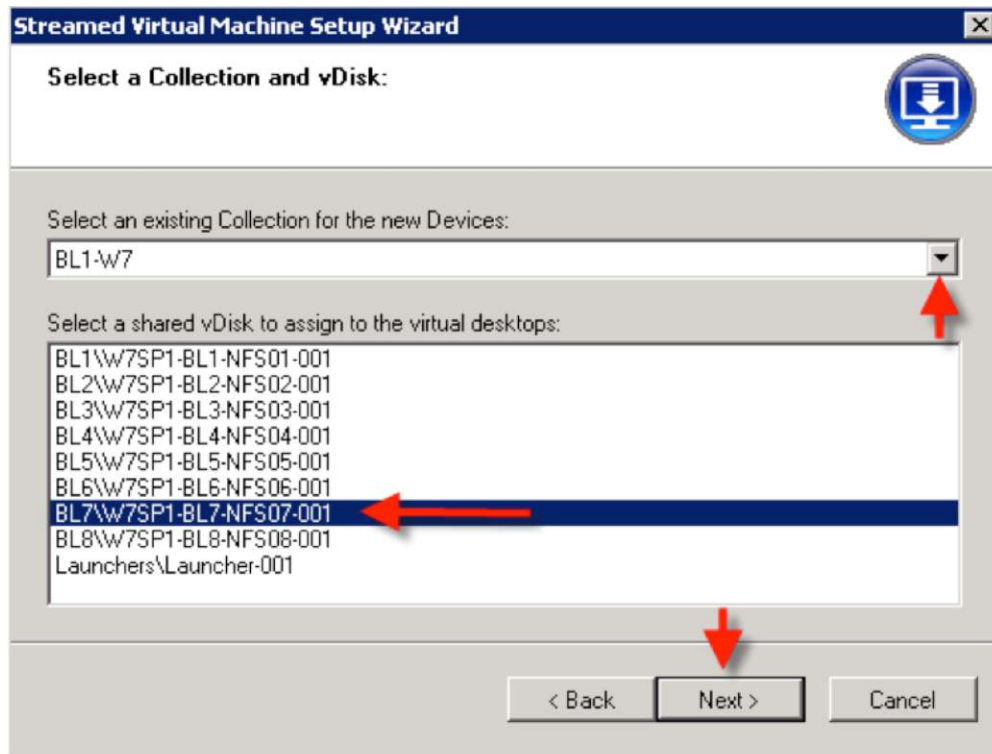 Streamed Virtual Machine Setup Wizard
Select a Collection and vDisk:
Select an existing Collection for the new Devices:
BL1-W7
Select a shared vDisk to assign to the virtual desktops:
BL1\W7SP1-BL1-NFS01-001
BL2\W7SP1-BL2-NFS02-001
BL3\W7SP1-BL3-NFS03-001
BL4\W7SP1-BL4-NFS04-001
BL5\W7SP1-BL5-NFS05-001
BL6\W7SP1-BL6-NFS06-001
BL7\W7SP1-BL7-NFS07-001
BL8\W7SP1-BL8-NFS08-001
Launchers\Launcher-001
< Back Next > Cancel